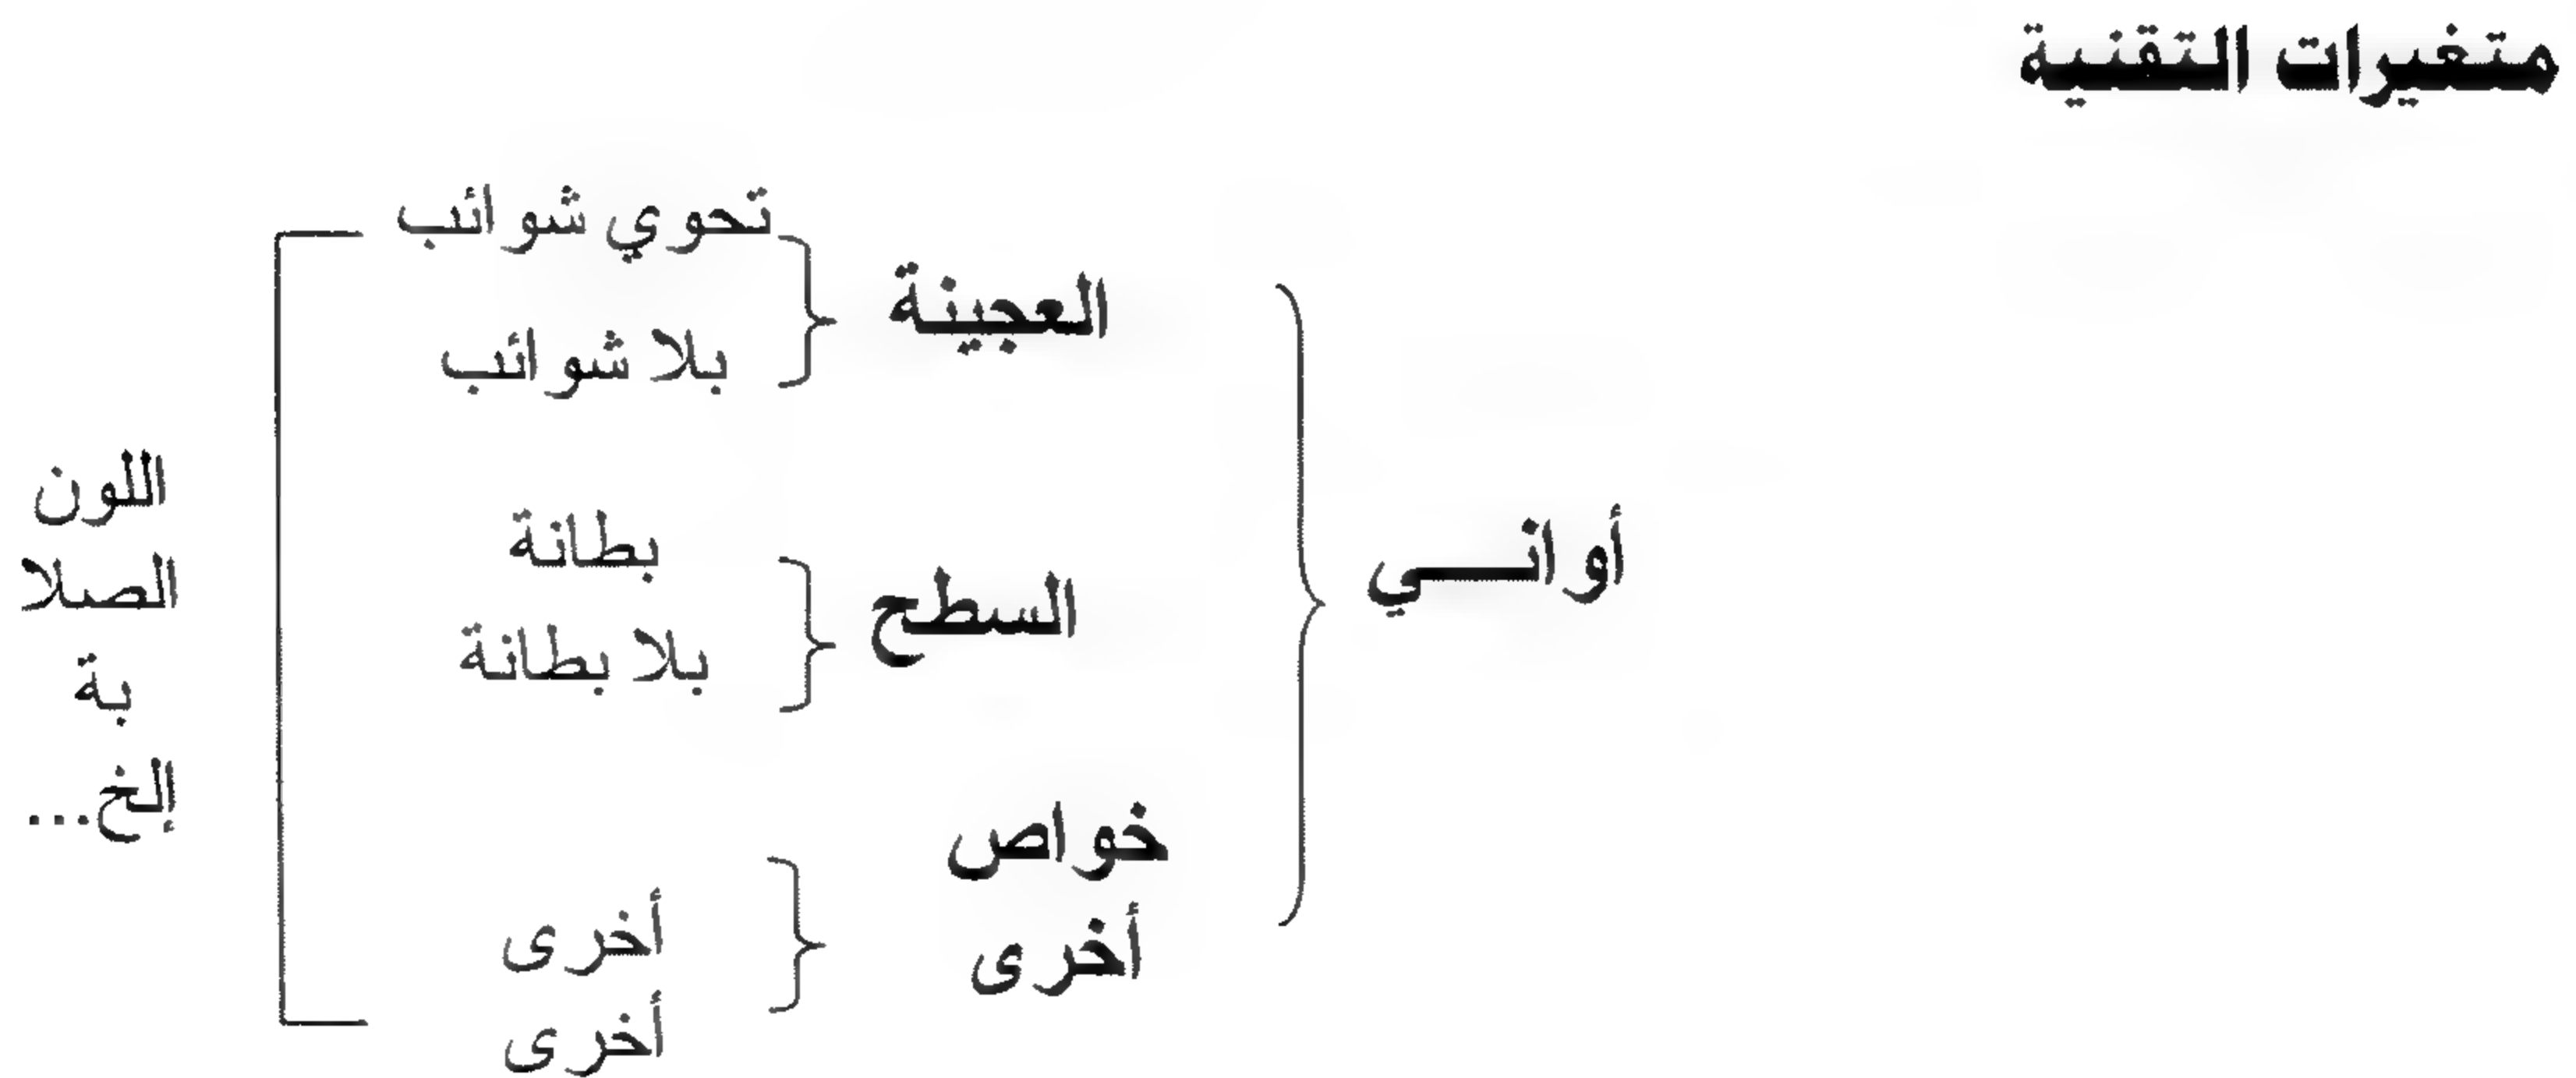 متغيرات التقنية
أوانــي
العجينة
تحوي شوائب
بلا شوائب
السطح
بطانة
بلا بطانة
خواص
أخرى
أخرى
أخرى
اللون
الصلا
بة
إلخ...